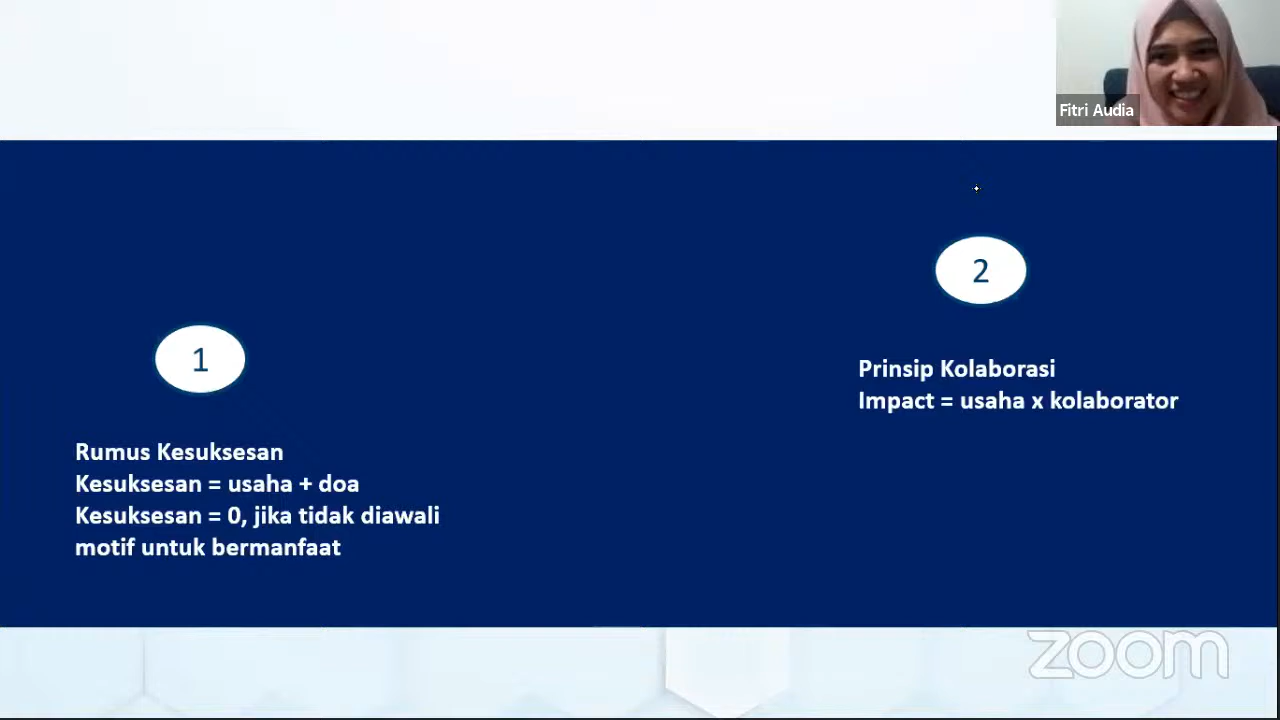 Fitri Audia
1
Rumus Kesuksesan
Kesuksesan = usaha + doa
Kesuksesan = 0, jika tidak diawali
motif untuk bermanfaat
2
Prinsip Kolaborasi
Impact = usaha x kolaborator
zoom